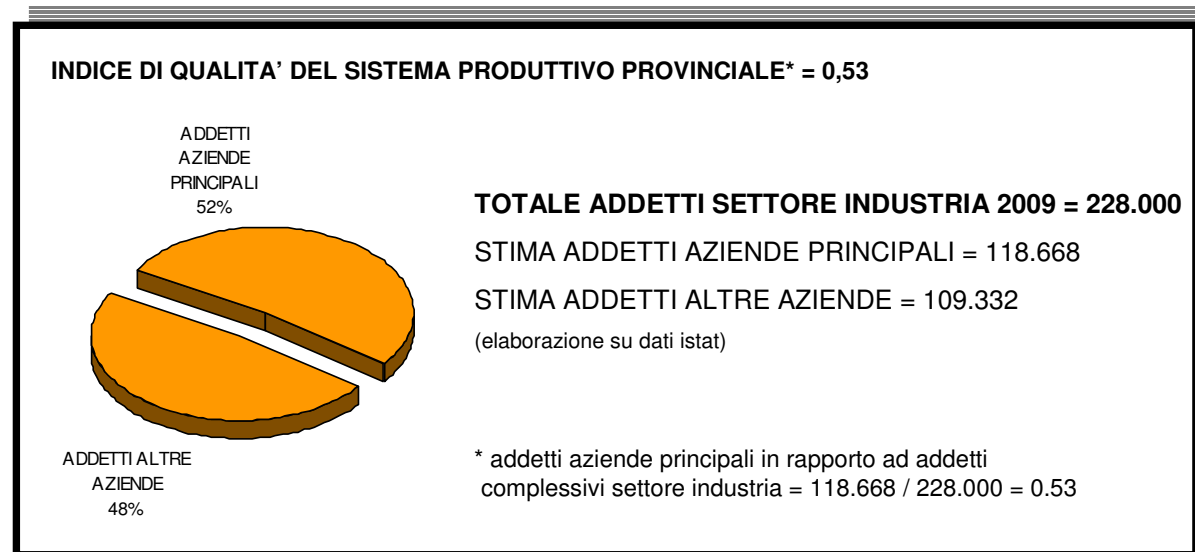 INDICE DI QUALITA’ DEL SISTEMA PRODUTTIVO PROVINCIALE* = 0,53
ADDETTI
AZIENDE
PRINCIPALI
52%
TOTALE ADDETTI SETTORE INDUSTRIA 2009 = 228.000
STIMA ADDETTI AZIENDE PRINCIPALI = 118.668
STIMA ADDETTI ALTRE AZIENDE = 109.332
(elaborazione su dati istat)
ADDETTI ALTRE
AZIENDE
48%
* addetti aziende principali in rapporto ad addetti
complessivi settore industria = 118.668 / 228.000 = 0.53